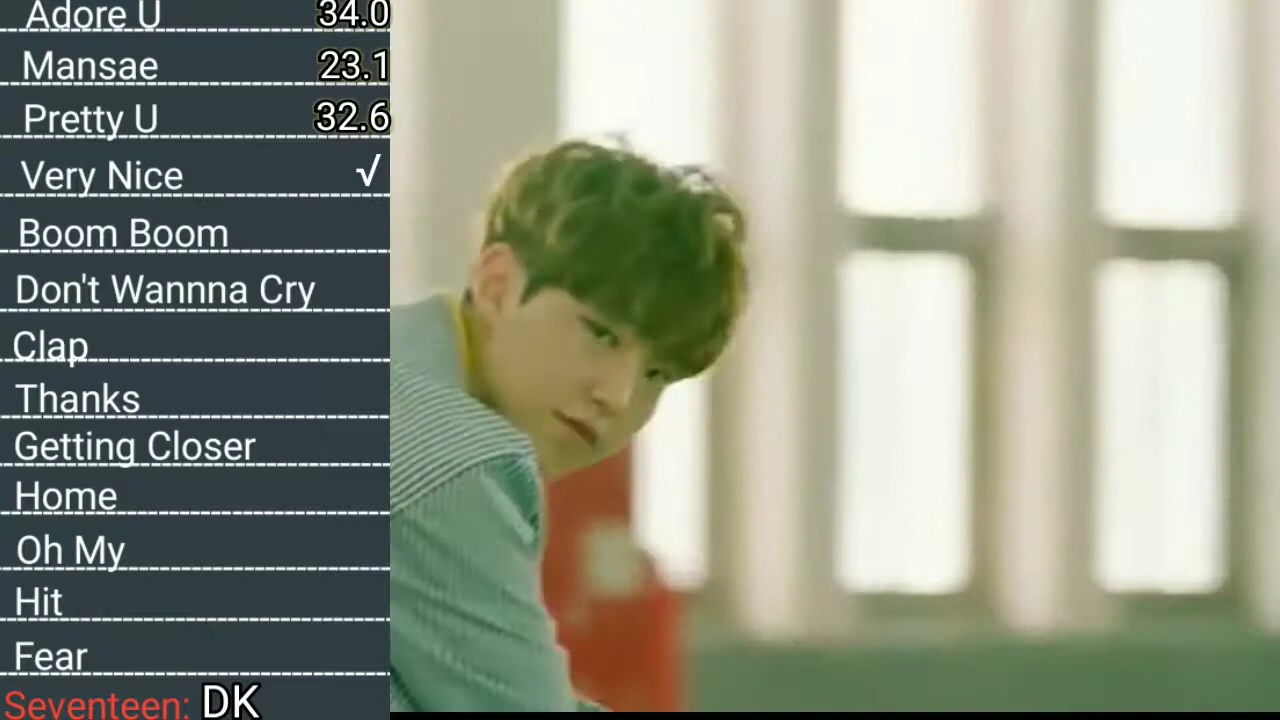 Adore U 34.0
Mansae 23.1
Pretty U 32.6
Very Nice √
Boom Boom
Don't Wannna Cry
Clap
Thanks
Getting Closer
Home
Oh My
Hit
Fear
Seventeen: DK